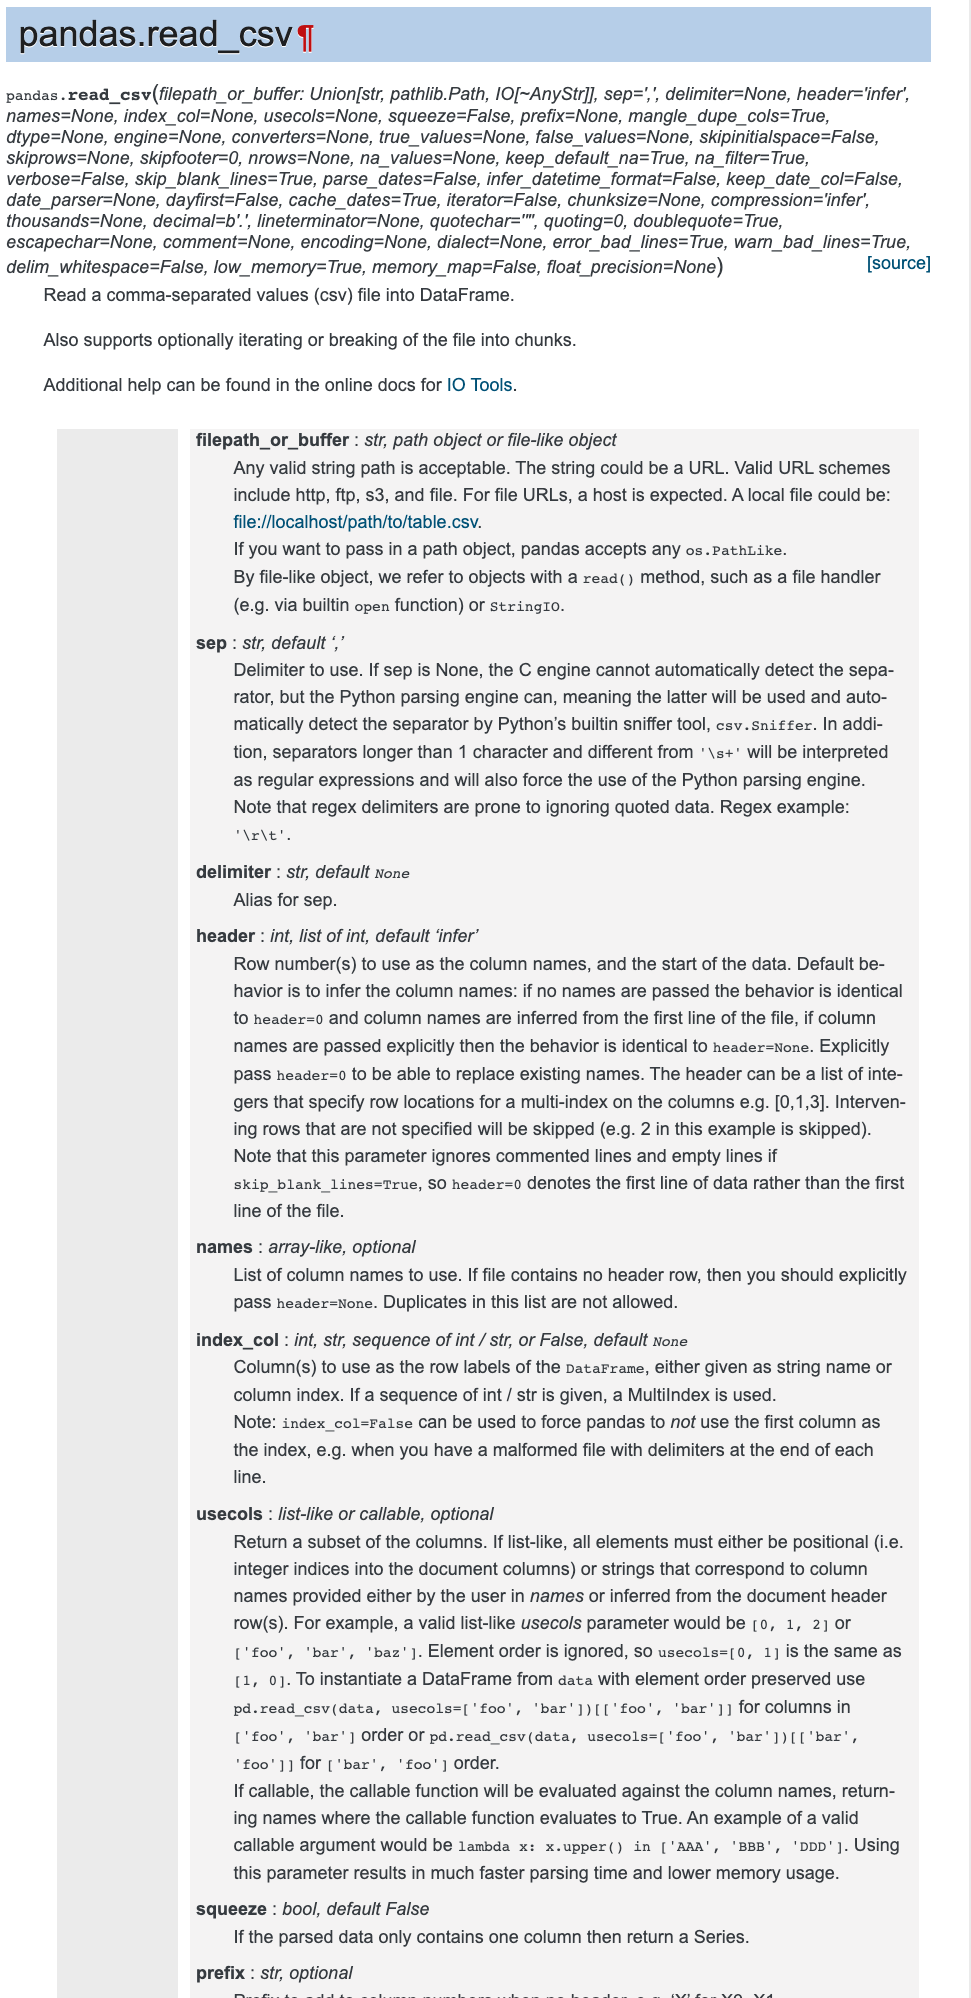 pandas.read_csv¶
pandas.read_csv(filepath_or_buffer: Union[str, pathlib.Path, IO[~AnyStr]], sep=',', delimiter=None, header='infer',
names=None, index_col=None, usecols=None, squeeze=False, prefix=None, mangle_dupe_cols=True,
dtype=None, engine=None, converters=None, true_values=None, false_values=None, skipinitialspace=False,
skiprows=None, skipfooter=0, nrows=None, na_values=None, keep_default_na=True, na_filter=True,
verbose=False, skip_blank_lines=True, parse_dates=False, infer_datetime_format=False, keep_date_col=False,
date_parser=None, dayfirst=False, cache_dates=True, iterator=False, chunksize=None, compression='infer',
thousands=None, decimal=b'.', lineterminator=None, quotechar='"', quoting=0, doublequote=True,
escapechar=None, comment=None, encoding=None, dialect=None, error_bad_lines=True, warn_bad_lines=True,
delim_whitespace=False, low_memory=True, memory_map=False, float_precision=None) [source]
Read a comma-separated values (csv) file into DataFrame.
Also supports optionally iterating or breaking of the file into chunks.
Additional help can be found in the online docs for IO Tools.
filepath_or_buffer : str, path object or file-like object
Any valid string path is acceptable. The string could be a URL. Valid URL schemes
include http, ftp, s3, and file. For file URLs, a host is expected. A local file could be:
file://localhost/path/to/table.csv.
If you want to pass in a path object, pandas accepts any os.PathLike.
By file-like object, we refer to objects with a read() method, such as a file handler
(e.g. via builtin open function) or StringIO.
sep : str, default ‘,’
Delimiter to use. If sep is None, the C engine cannot automatically detect the sepa-
rator, but the Python parsing engine can, meaning the latter will be used and auto-
matically detect the separator by Python’s builtin sniffer tool, csv.Sniffer. In addi-
tion, separators longer than 1 character and different from '\s+' will be interpreted
as regular expressions and will also force the use of the Python parsing engine.
Note that regex delimiters are prone to ignoring quoted data. Regex example:
'\r\t'.
delimiter : str, default None
Alias for sep.
header : int, list of int, default ‘infer’
Row number(s) to use as the column names, and the start of the data. Default be-
havior is to infer the column names: if no names are passed the behavior is identical
to header=0 and column names are inferred from the first line of the file, if column
names are passed explicitly then the behavior is identical to header=None. Explicitly
pass header=0 to be able to replace existing names. The header can be a list of inte-
gers that specify row locations for a multi-index on the columns e.g. [0,1,3]. Interven-
ing rows that are not specified will be skipped (e.g. 2 in this example is skipped).
Note that this parameter ignores commented lines and empty lines if
skip_blank_lines=True, so header=0 denotes the first line of data rather than the first
line of the file.
names : array-like, optional
List of column names to use. If file contains no header row, then you should explicitly
pass header=None. Duplicates in this list are not allowed.
index_col : int, str, sequence of int / str, or False, default None
Column(s) to use as the row labels of the DataFrame, either given as string name or
column index. If a sequence of int / str is given, a MultiIndex is used.
Note: index_col=False can be used to force pandas to not use the first column as
the index, e.g. when you have a malformed file with delimiters at the end of each
line.
usecols : list-like or callable, optional
Return a subset of the columns. If list-like, all elements must either be positional (i.e.
integer indices into the document columns) or strings that correspond to column
names provided either by the user in names or inferred from the document header
row(s). For example, a valid list-like usecols parameter would be [0, 1, 2] or
['foo', 'bar', 'baz']. Element order is ignored, so usecols=[0, 1] is the same as
[1, 0]. To instantiate a DataFrame from data with element order preserved use
pd.read_csv(data, usecols=['foo', 'bar'])[['foo', 'bar']] for columns in
['foo', 'bar'] order or pd.read_csv(data, usecols=['foo', 'bar'])[['bar',
'foo']] for ['bar', 'foo'] order.
If callable, the callable function will be evaluated against the column names, return-
ing names where the callable function evaluates to True. An example of a valid
callable argument would be lambda x: x.upper() in ['AAA', 'BBB', 'DDD']. Using
this parameter results in much faster parsing time and lower memory usage.
squeeze : bool, default False
If the parsed data only contains one column then return a Series.
prefix : str, optional
Prefix to add to column numbers when no header, e.g. ‘X’ for X0, X1,